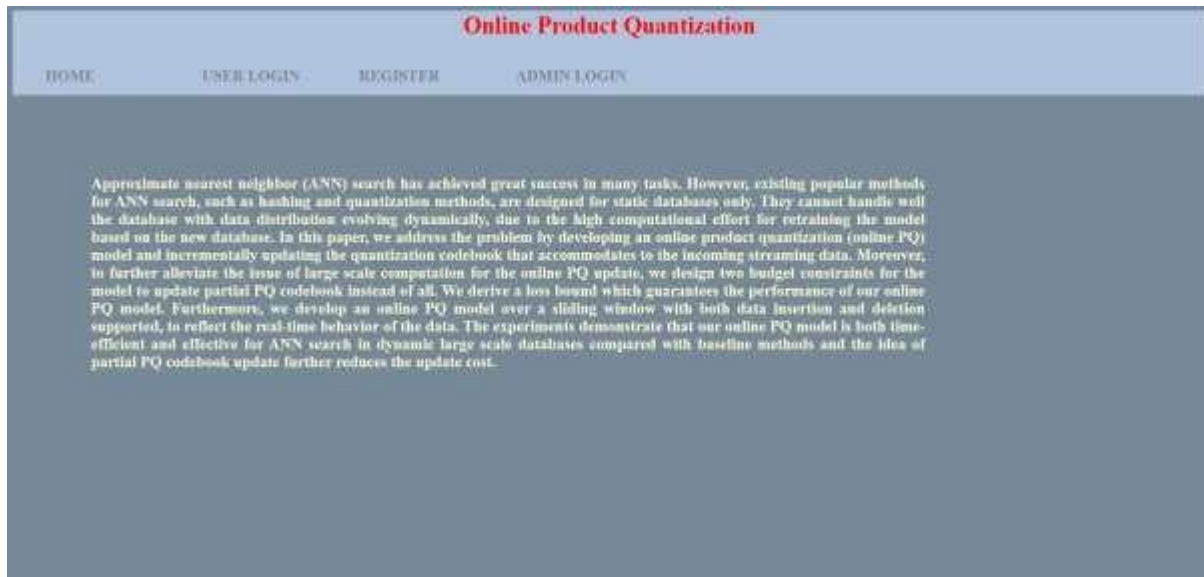 Online Product Quantization
HOME USER LOGIN REGISTER ADMIN LOGIN
Approximate nearest neighbor (ANN) search has achieved great success in many tasks. However, existing popular methods
for ANN search, such as hashing and quantization methods, are designed for static databases only. They cannot handle well
the database with data distribution evolving dynamically, due to the high computational effort for retraining the model
based on the new database. In this paper, we address the problem by developing an online product quantization (online PQ)
model and incrementally updating the quantization codebook that accommodates to the incoming streaming data. Moreover,
to further alleviate the issue of large scale computation for the online PQ update, we design two budget constraints for the
model to update partial PQ codebook instead of all. We derive a loss bound which guarantees the performance of our online
PQ model. Furthermore, we develop an online PQ model over a sliding window with both data insertion and deletion
supported, to reflect the real-time behavior of the data. The experiments demonstrate that our online PQ model is both time-
efficient and effective for ANN search in dynamic large scale databases compared with baseline methods and the idea of
partial PQ codebook update further reduces the update cost.